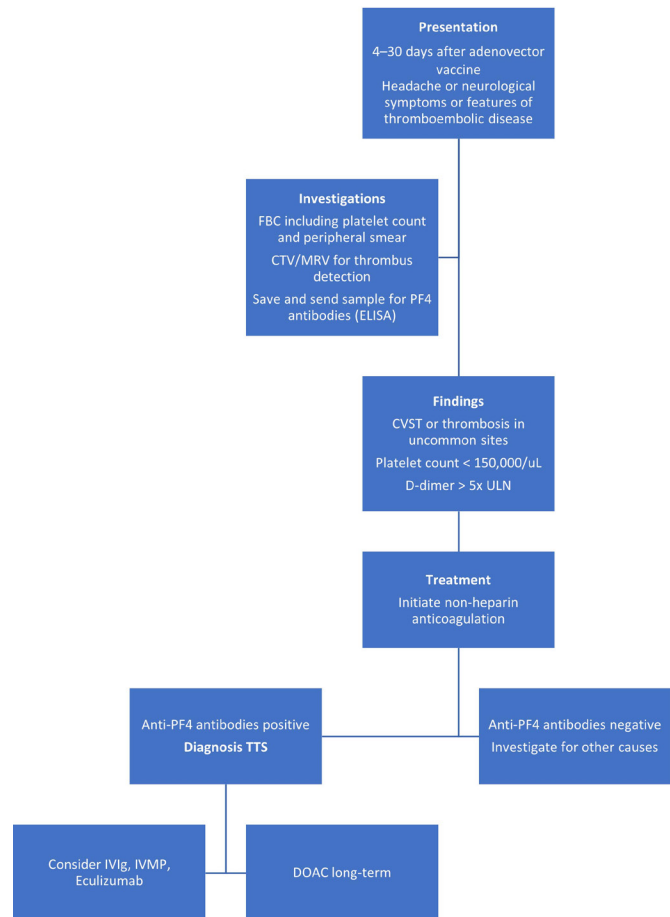 Presentation
4–30 days after adenovector
vaccine
Headache or neurological
symptoms or features of
thromboembolic disease
Investigations
FBC including platelet count
and peripheral smear
CTV/MRV for thrombus
detection
Save and send sample for PF4
antibodies (ELISA)
Findings
CVST or thrombosis in
uncommon sites
Platelet count < 150,000/uL
D-dimer > 5x ULN
Treatment
Initiate non-heparin
anticoagulation
Anti-PF4 antibodies positive
Diagnosis TTS
Anti-PF4 antibodies negative
Investigate for other causes
Consider IVIg, IVMP,
Eculizumab
DOAC long-term